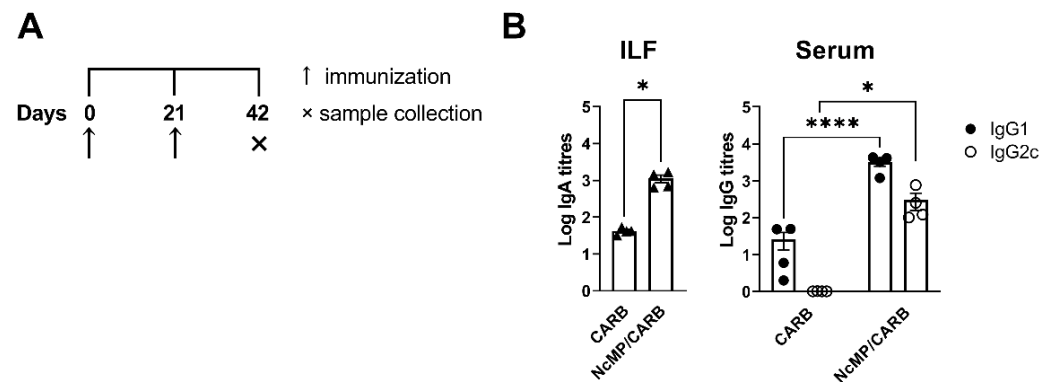 A
↑ immunization
Days 0 21 42
× sample collection
↑ ↑ ×
B
ILF
*
Log IgA titres
5
4
3
2
1
0
CARB
NcMP/CARB
Serum
*
****
Log IgG titres
5
4
3
2
1
0
CARB
NcMP/CARB
● IgG1
○ IgG2c